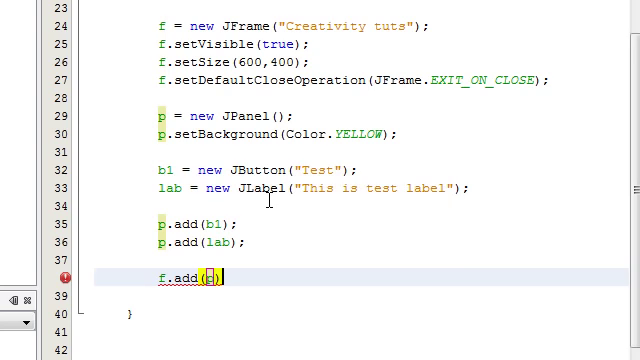 23
24 f = new JFrame("Creativity tuts");
25 f.setVisible(true);
26 f.setSize(600,400);
27 f.setDefaultCloseOperation(JFrame.EXIT_ON_CLOSE);
28
29 p = new JPanel();
30 p.setBackground(Color.YELLOW);
31
32 b1 = new JButton("Test");
33 lab = new JLabel("This is test label");
34
35 p.add(b1);
36 p.add(lab);
37
f.add(p)
39
40 }
41
42